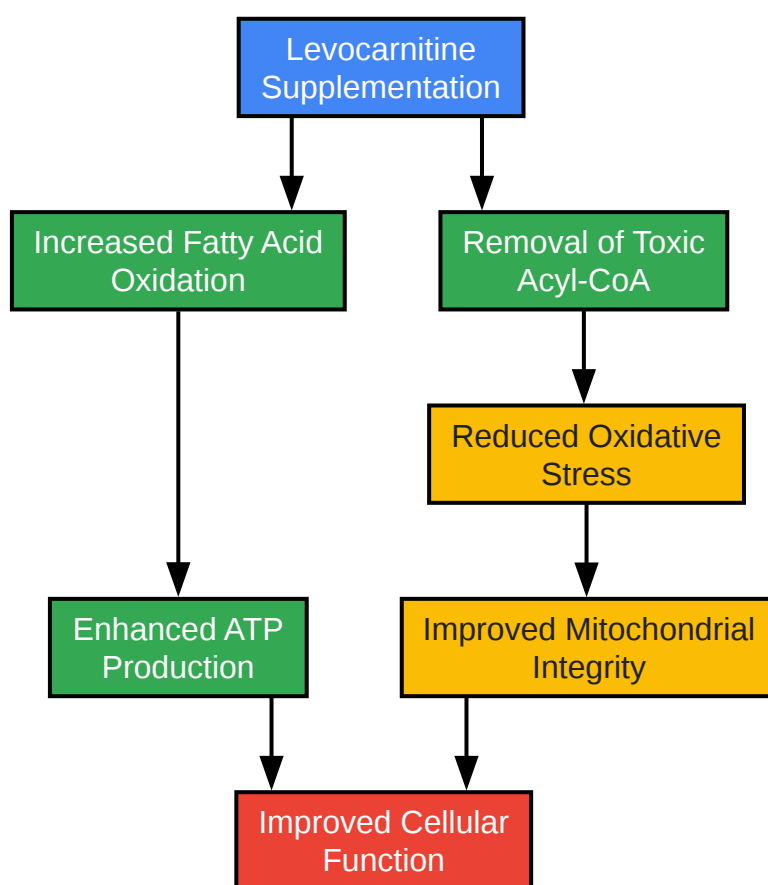 Levocarnitine
Supplementation
Increased Fatty Acid
Oxidation
Removal of Toxic
Acyl-CoA
Reduced Oxidative
Stress
Enhanced ATP
Production
Improved Mitochondrial
Integrity
Improved Cellular
Function